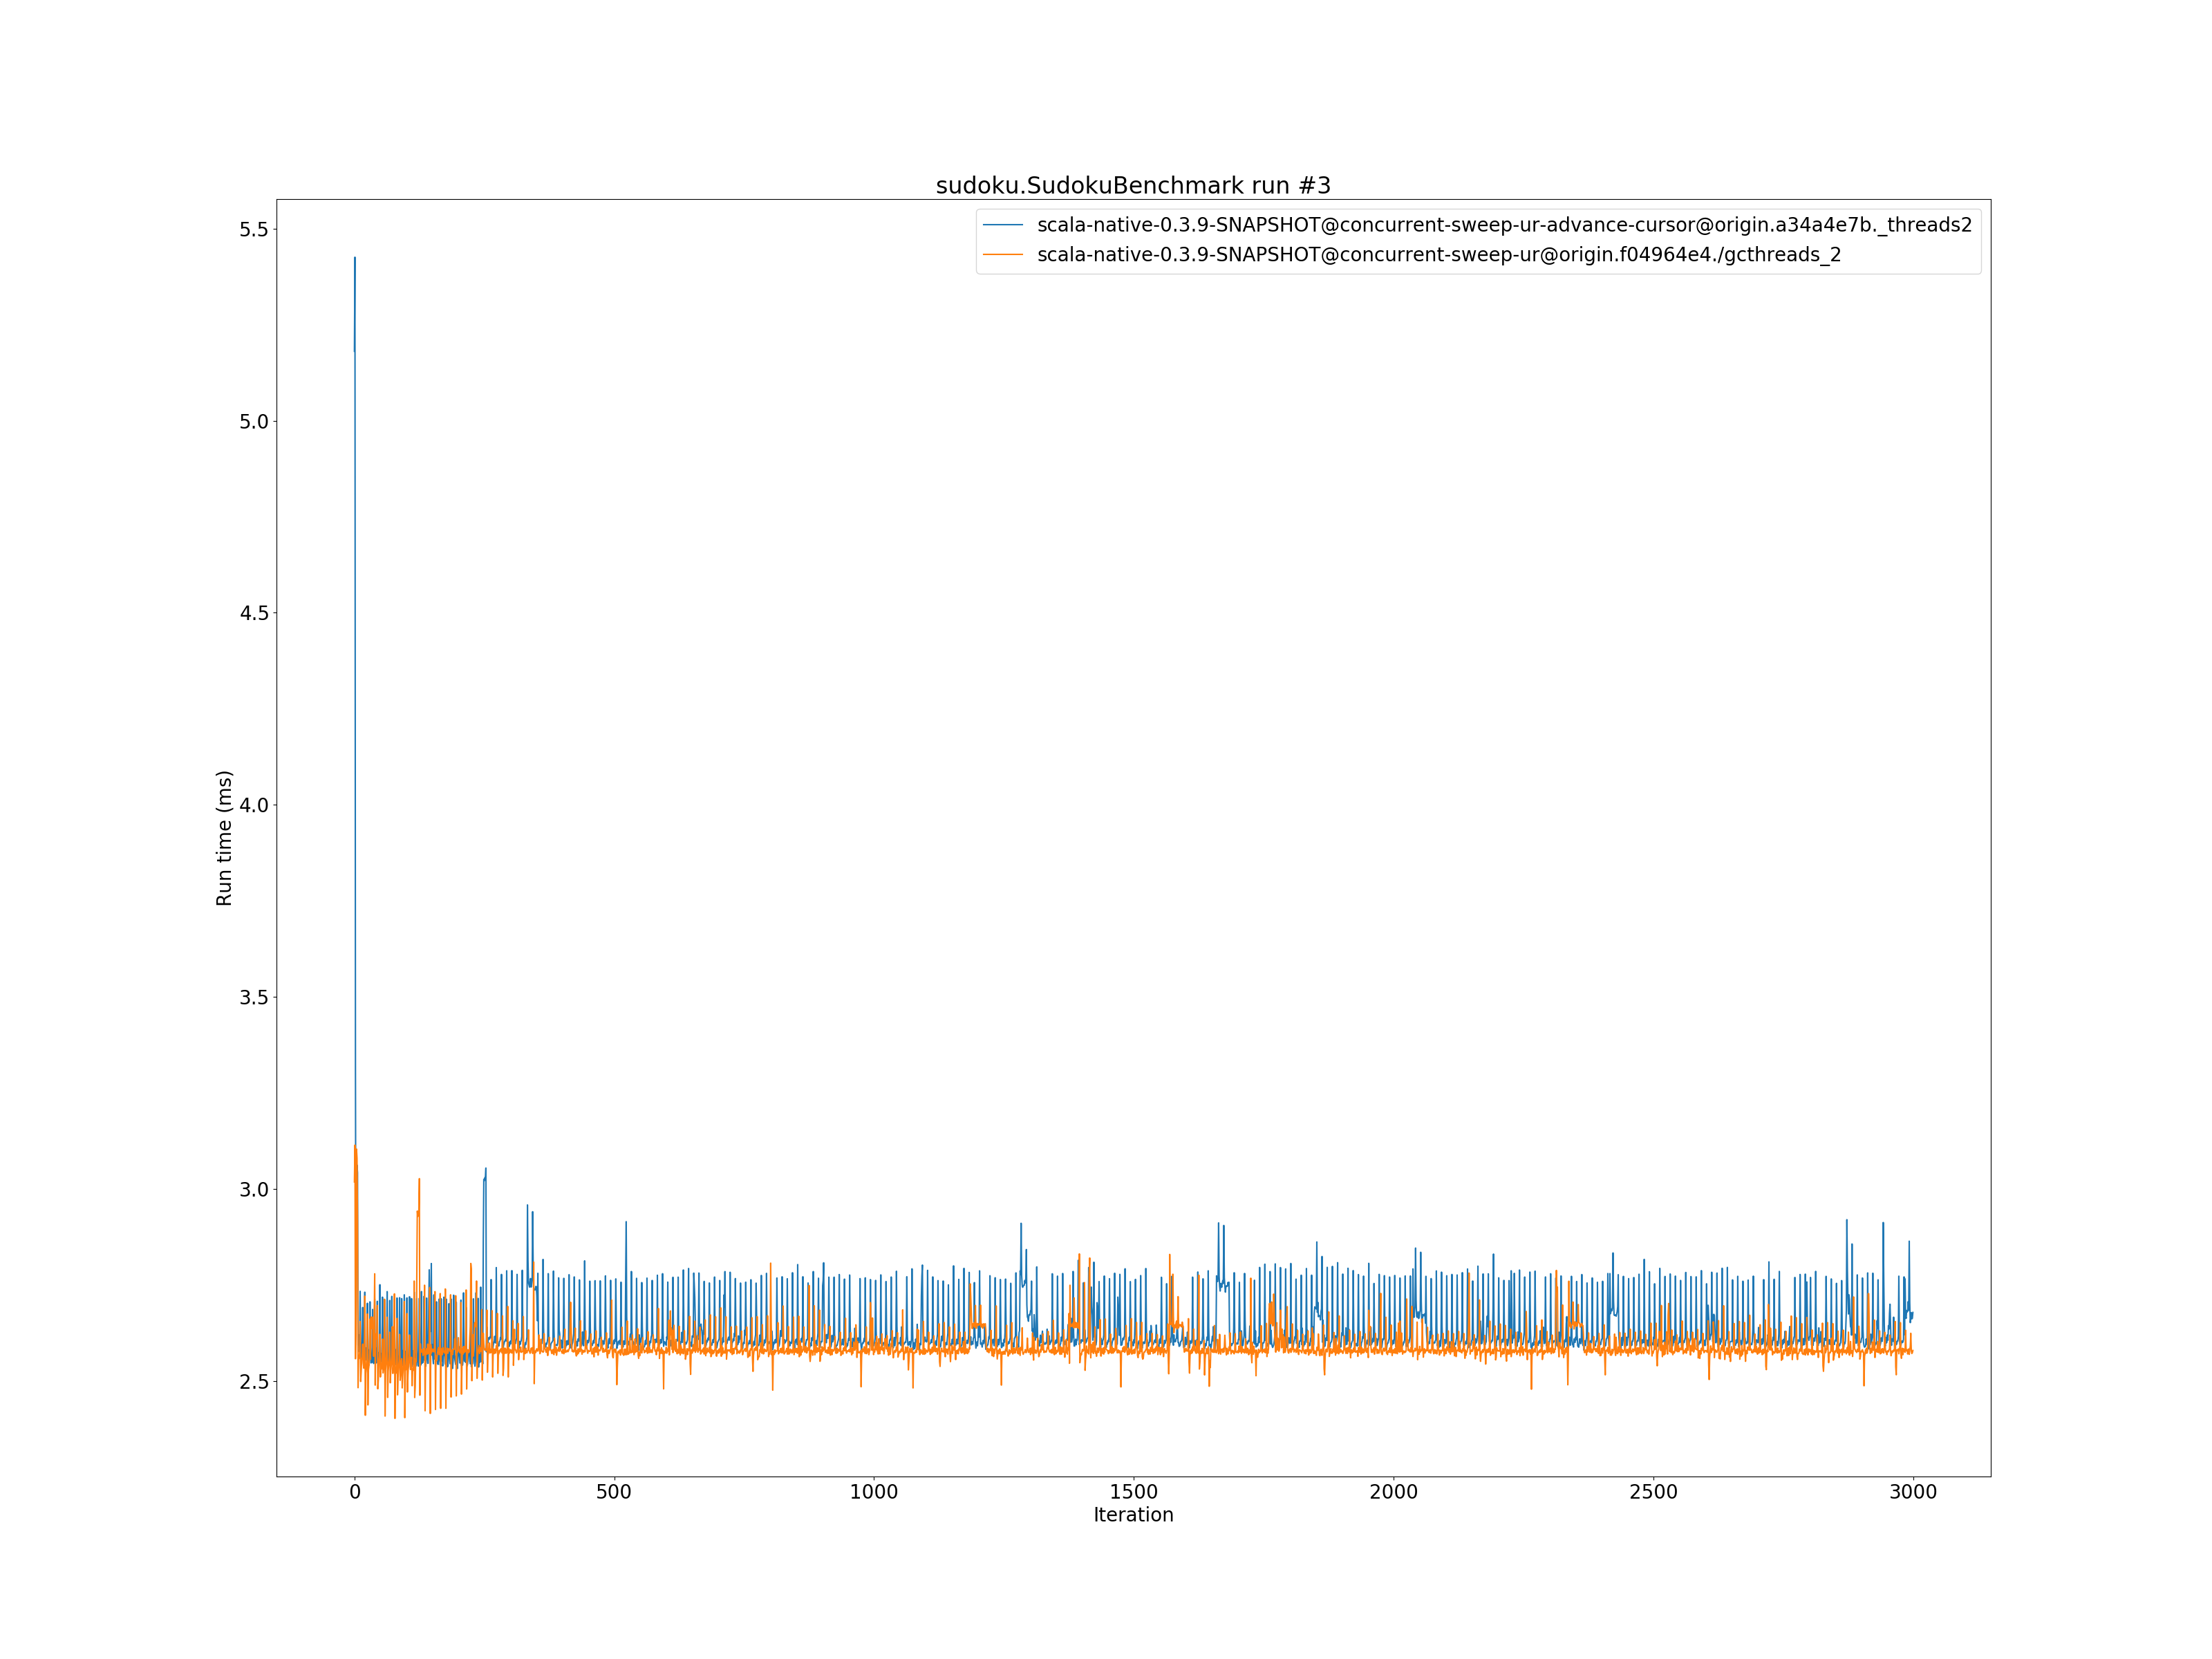 sudoku.SudokuBenchmark run #3
scala-native-0.3.9-SNAPSHOT@concurrent-sweep-ur-advance-cursor@origin.a34a4e7b._threads2
scala-native-0.3.9-SNAPSHOT@concurrent-sweep-ur@origin.f04964e4./gcthreads_2
5.5
5.0
4.5
4.0
3.5
3.0
2.5
Run time (ms)
0 500 1000 1500 2000 2500 3000
Iteration